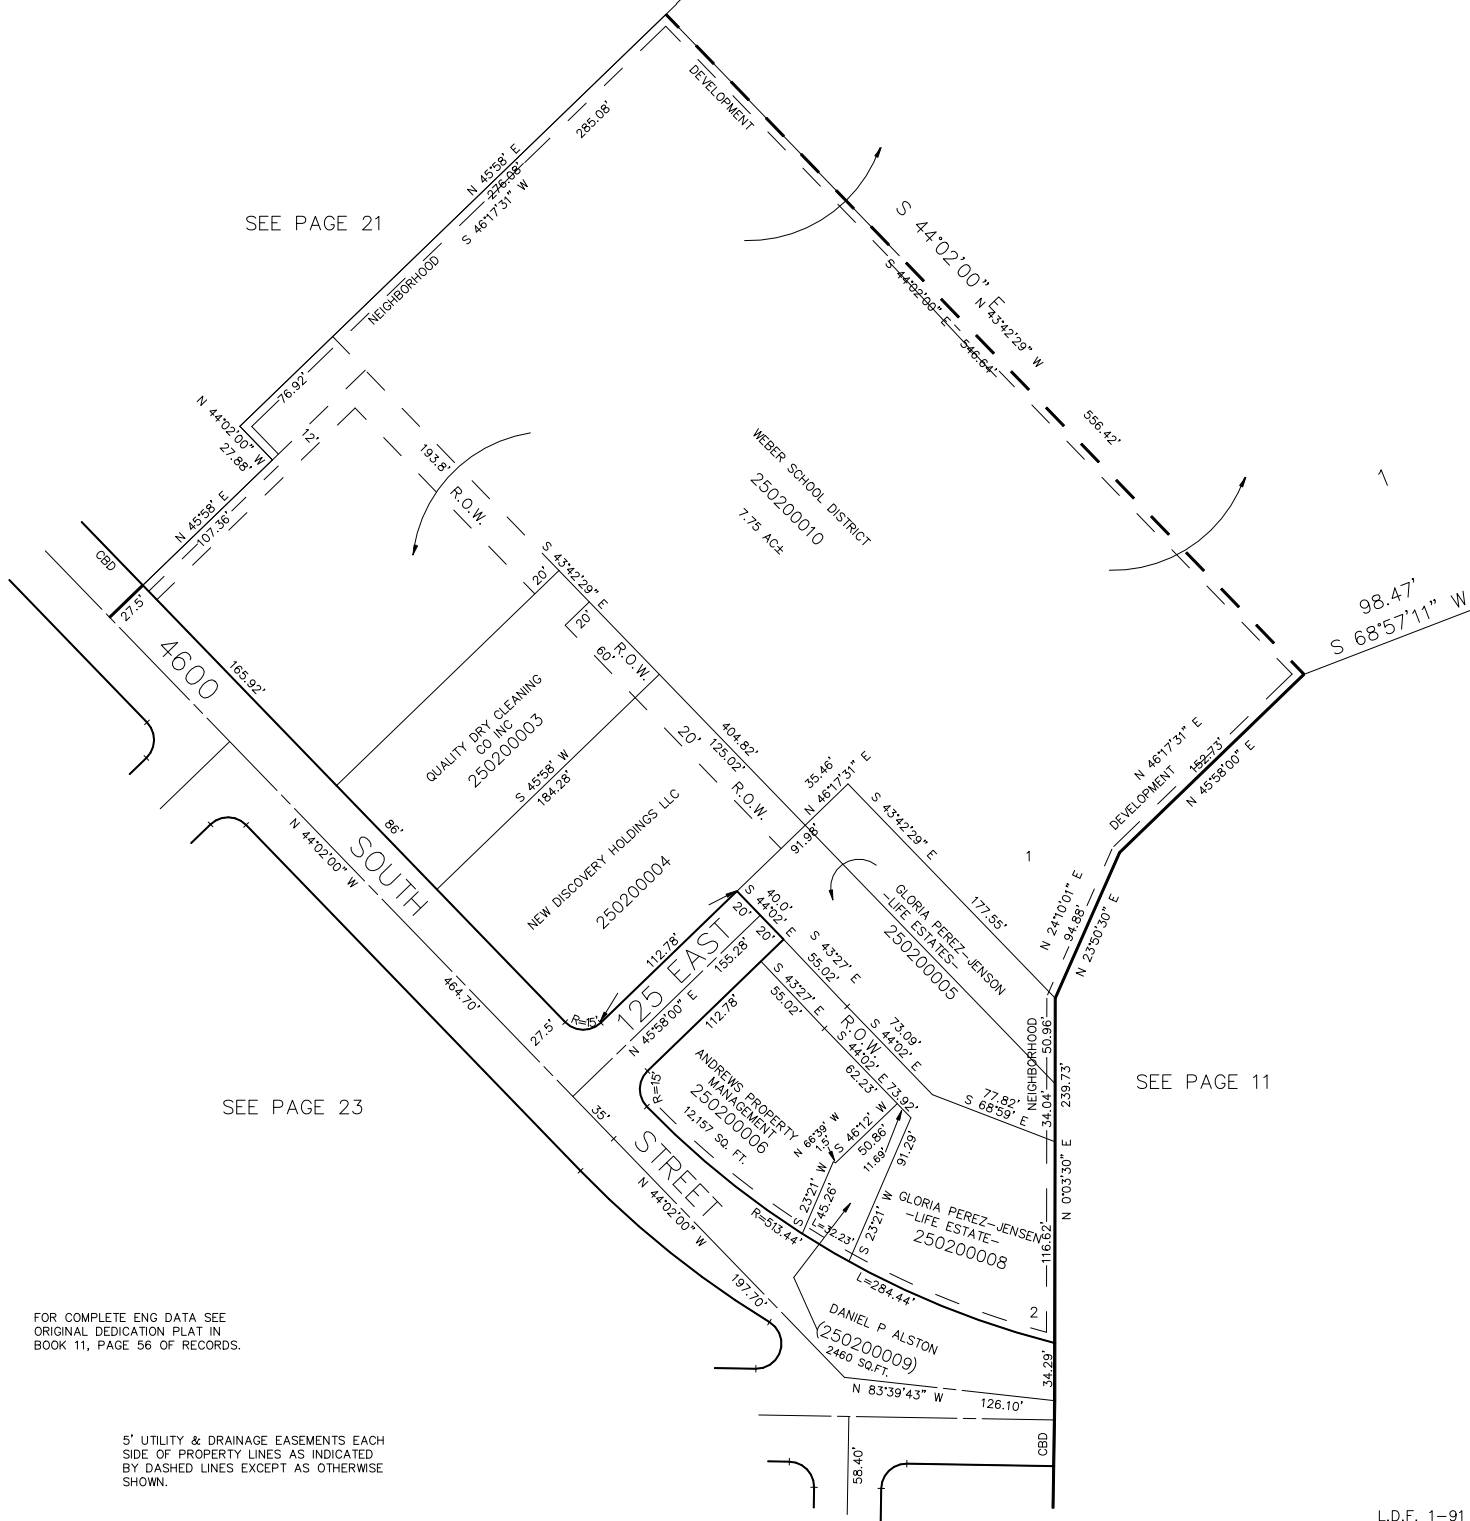 DEVELOPMENT
285.08'
N 45°58' E
276.08'
S 46°17'31" W
SEE PAGE 21
NEIGHBORHOOD
S 44°02'00" E
N 43°42'29" W
S 44°02'00" E
546.64'
76.92'
N 44°02'00" W
27.88'
12'
193.8'
R.O.W.
556.42'
WEBER SCHOOL DISTRICT
250200010
7.75 AC±
1
N 45°58' E
107.36'
CBD
27.5'
S 43°42'29" E
20'
20'
60'
R.O.W.
98.47'
S 68°57'11" W
4600
165.92'
QUALITY DRY CLEANING
CO INC
250200003
S 45°58' W
184.28'
20'
404.82'
125.02'
R.O.W.
35.46'
N 46°17'31" E
91.98'
N 46°17'31" E
152.73'
DEVELOPMENT
N 45°58'00" E
86'
N 44°02'00" W
SOUTH
NEW DISCOVERY HOLDINGS LLC
250200004
S 43°42'29" E
177.55'
1
GLORIA PEREZ-JENSON
-LIFE ESTATES-
250200005
N 24°10'01" E
94.88'
N 23°50'30" E
40.0'
S 44°02' E
20'
20'
112.78'
125 EAST
155.28'
N 45°58'00" E
112.78'
S 43°27' E
55.02'
S 43°27' E
55.02'
R.O.W.
73.09'
S 44°02' E
S 44°02' E
62.23'
73.92'
464.70'
27.5'
R=15'
R=15'
NEIGHBORHOOD
50.96'
34.04'
239.73'
N 0°03'30" E
77.82'
S 68°59' E
SEE PAGE 11
SEE PAGE 23
35'
ANDREWS PROPERTY
MANAGEMENT
250200006
12,157 SQ. FT.
N 66°39' W
1.5'
S 46°12' W
50.86'
11.69'
91.29'
S 23°21' W
45.26'
S 23°21' W
L=32.23'
STREET
N 44°02'00" W
R=513.44'
GLORIA PEREZ-JENSEN
-LIFE ESTATE-
250200008
116.62'
L=284.44'
197.70'
2
DANIEL P ALSTON
(250200009)
2460 SQ.FT.
34.29'
N 83°39'43" W
126.10'
CBD
58.40'
FOR COMPLETE ENG DATA SEE
ORIGINAL DEDICATION PLAT IN
BOOK 11, PAGE 56 OF RECORDS.
5' UTILITY & DRAINAGE EASEMENTS EACH
SIDE OF PROPERTY LINES AS INDICATED
BY DASHED LINES EXCEPT AS OTHERWISE
SHOWN.
L.D.F. 1-91